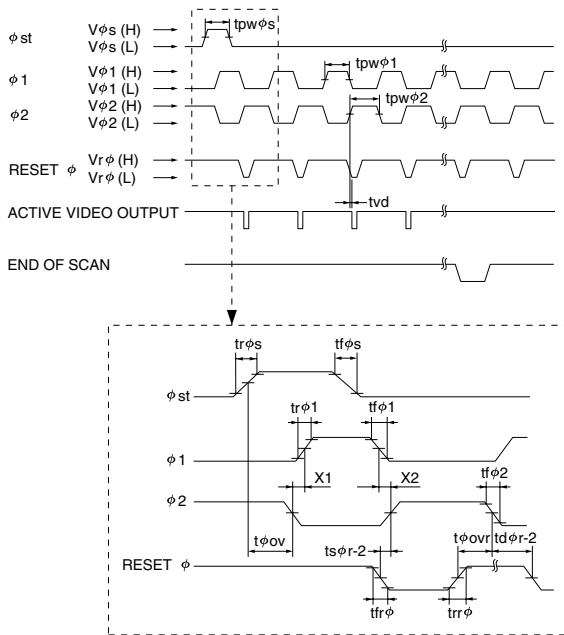 tpwφs
φst Vφs (H)
Vφs (L)
φ1 Vφ1 (H)
Vφ1 (L)
tpwφ1
φ2 Vφ2 (H)
Vφ2 (L)
tpwφ2
RESET φ Vrφ (H)
Vrφ (L)
tvd
ACTIVE VIDEO OUTPUT
END OF SCAN
trφs tfφs
φst
trφ1 tfφ1
φ1
X1 X2 tfφ2
φ2
tφov tsφr-2 tφovr tdφr-2
RESET φ
tfrφ trrφ